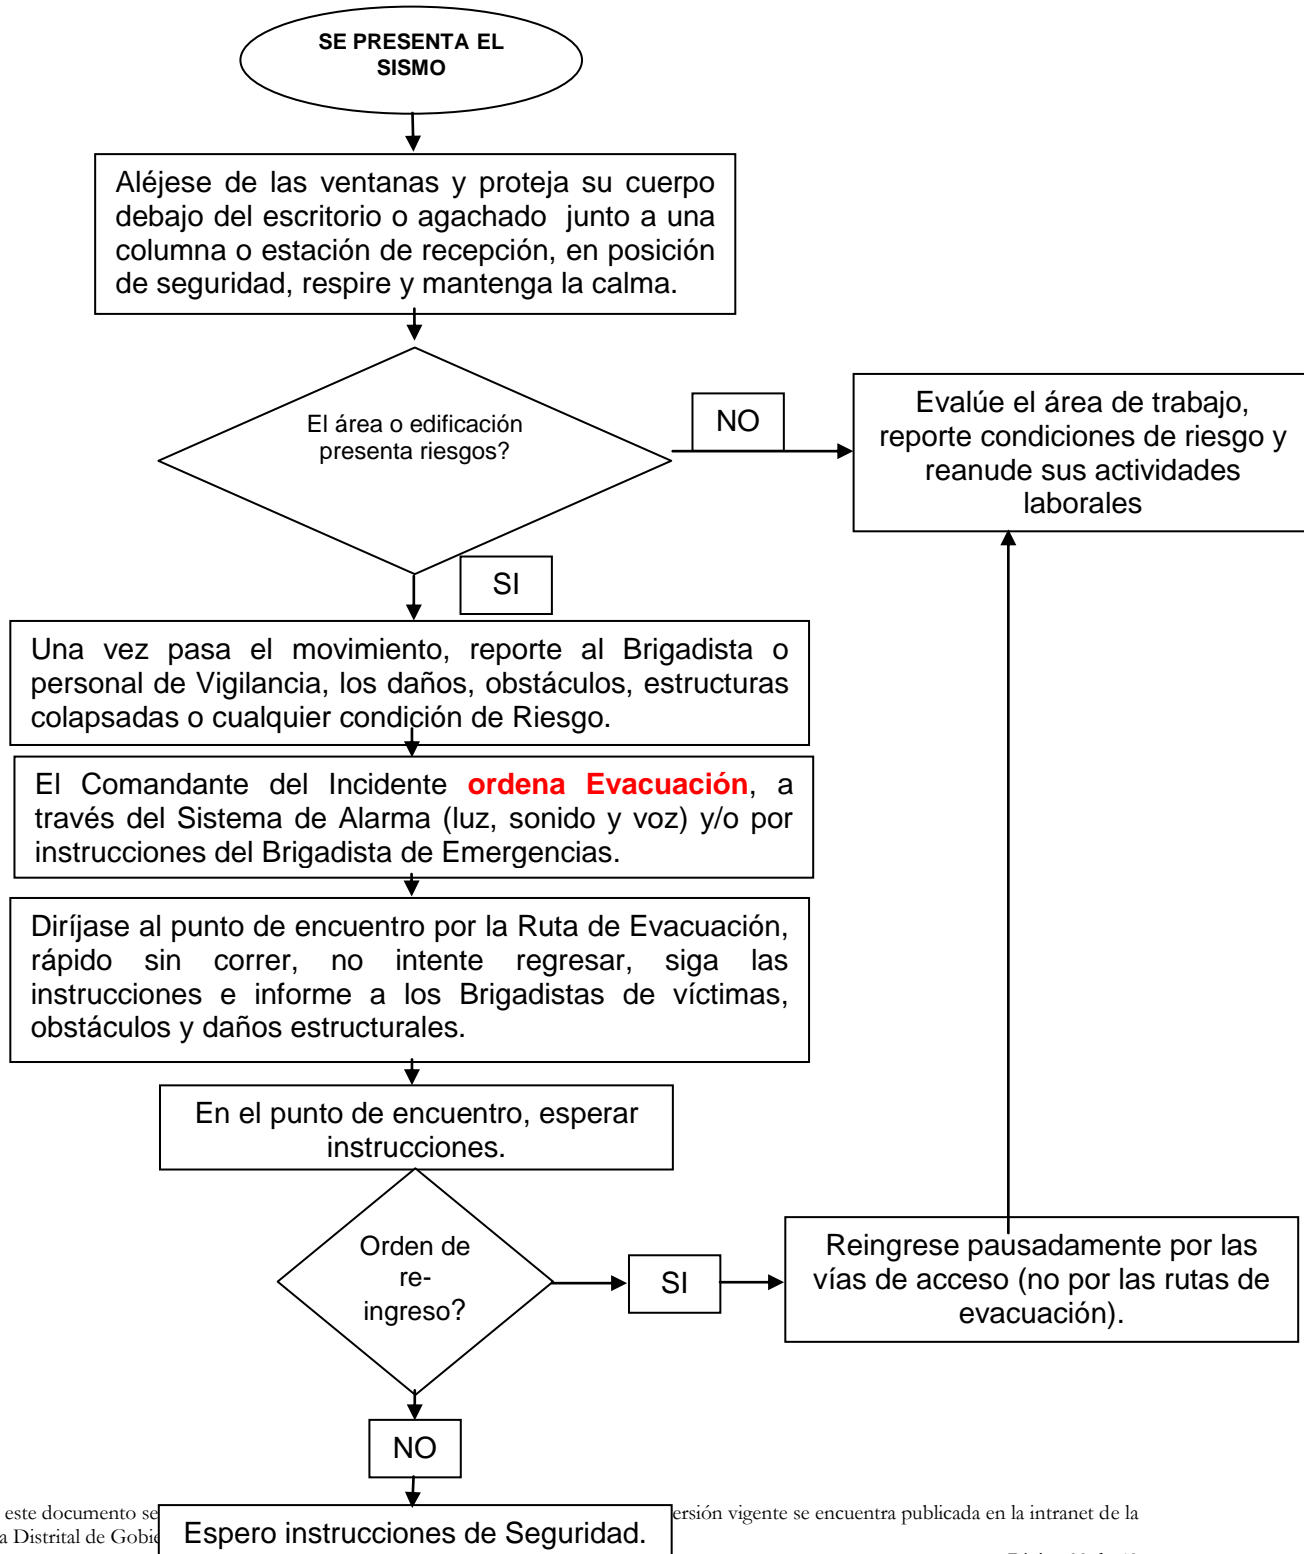 SE PRESENTA EL
SISMO
Aléjese de las ventanas y proteja su cuerpo
debajo del escritorio o agachado junto a una
columna o estación de recepción, en posición
de seguridad, respire y mantenga la calma.
El área o edificación
presenta riesgos?
NO
Evalúe el área de trabajo,
reporte condiciones de riesgo y
reanude sus actividades
laborales
SI
Una vez pasa el movimiento, reporte al Brigadista o
personal de Vigilancia, los daños, obstáculos, estructuras
colapsadas o cualquier condición de Riesgo.
El Comandante del Incidente ordena Evacuación, a
través del Sistema de Alarma (luz, sonido y voz) y/o por
instrucciones del Brigadista de Emergencias.
Diríjase al punto de encuentro por la Ruta de Evacuación,
rápido sin correr, no intente regresar, siga las
instrucciones e informe a los Brigadistas de víctimas,
obstáculos y daños estructurales.
En el punto de encuentro, esperar
instrucciones.
Orden de
re-
ingreso?
SI
Reingrese pausadamente por las
vías de acceso (no por las rutas de
evacuación).
NO
este documento se ersión vigente se encuentra publicada en la intranet de la
a Distrital de Gobie
Espero instrucciones de Seguridad.